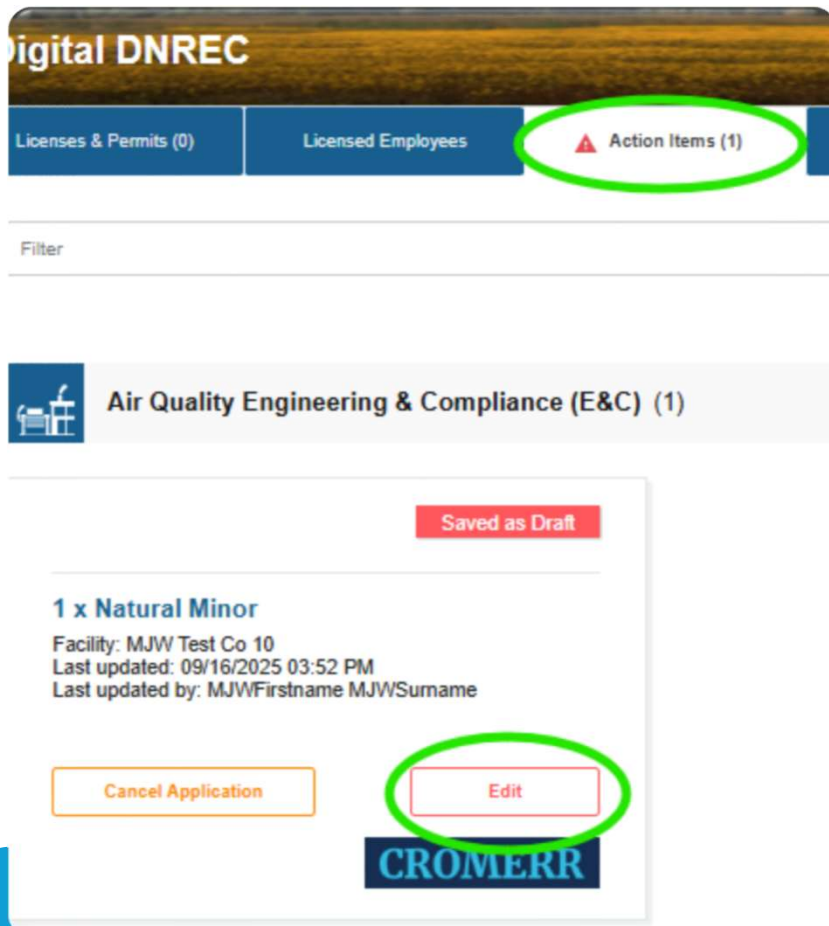 Digital DNREC
Licenses & Permits (0)
Licensed Employees
Action Items (1)
Filter
Air Quality Engineering & Compliance (E&C) (1)
Saved as Draft
1 x Natural Minor
Facility: MJW Test Co 10
Last updated: 09/16/2025 03:52 PM
Last updated by: MJWFirstname MJWSurname
Cancel Application
Edit
CROMERR